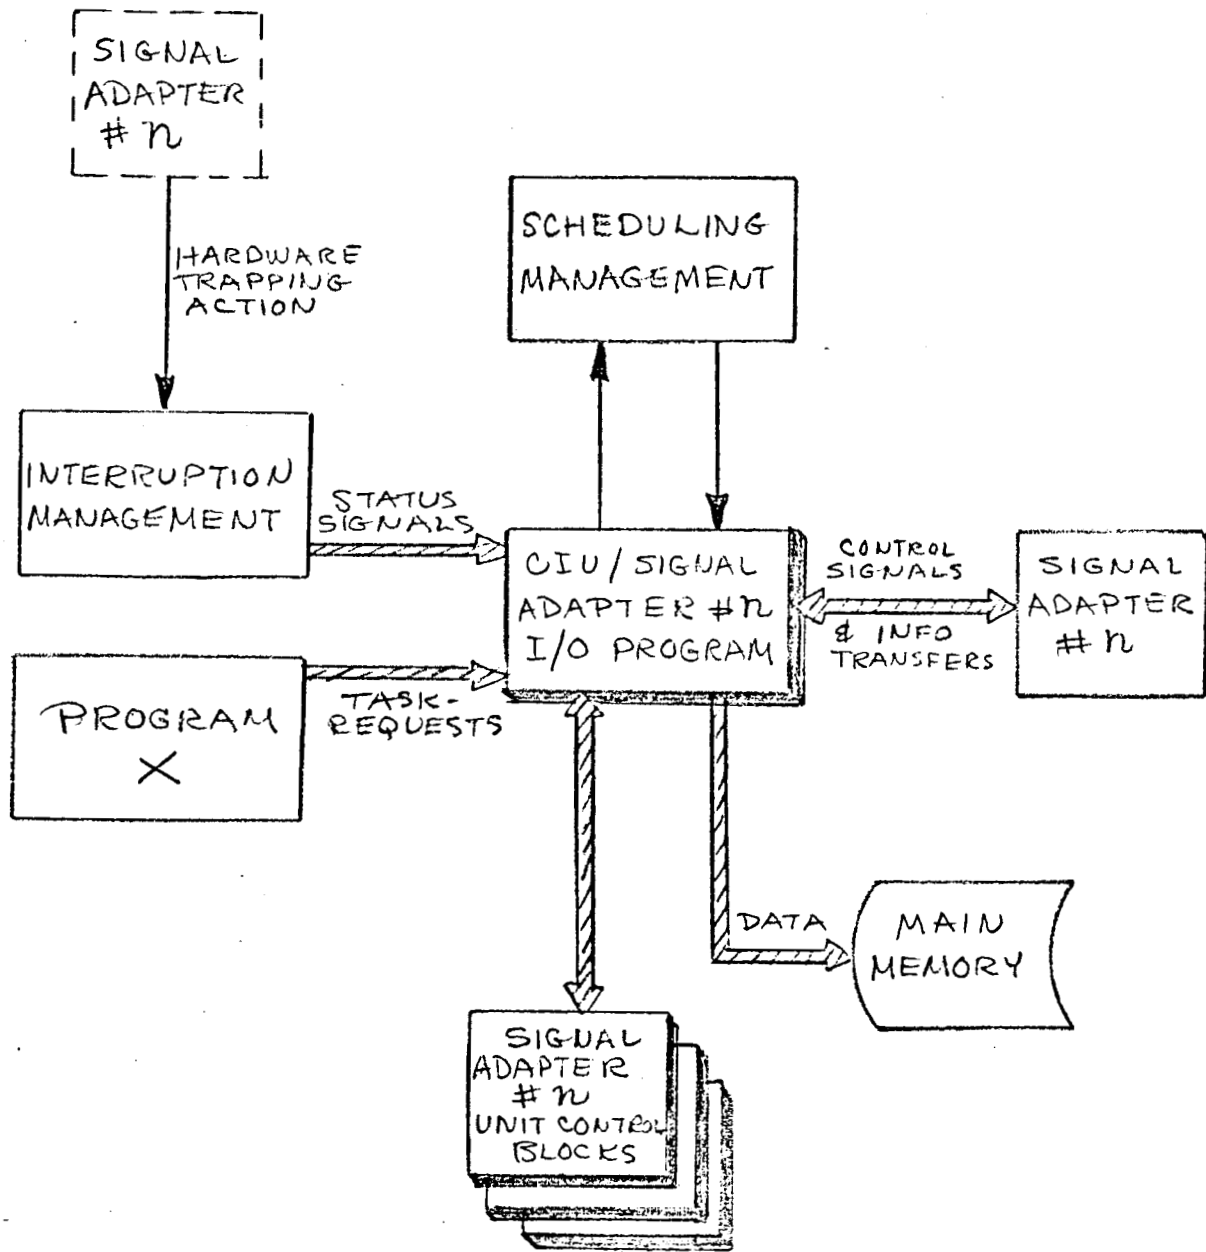 SIGNAL
ADAPTER
# n
HARDWARE
TRAPPING
ACTION
SCHEDULING
MANAGEMENT
INTERRUPTION
MANAGEMENT
STATUS
SIGNALS
CIU/SIGNAL
ADAPTER #n
I/O PROGRAM
CONTROL
SIGNALS
& INFO
TRANSFERS
SIGNAL
ADAPTER
# n
PROGRAM
X
TASK-
REQUESTS
DATA
MAIN
MEMORY
SIGNAL
ADAPTER
# n
UNIT CONTROL
BLOCKS